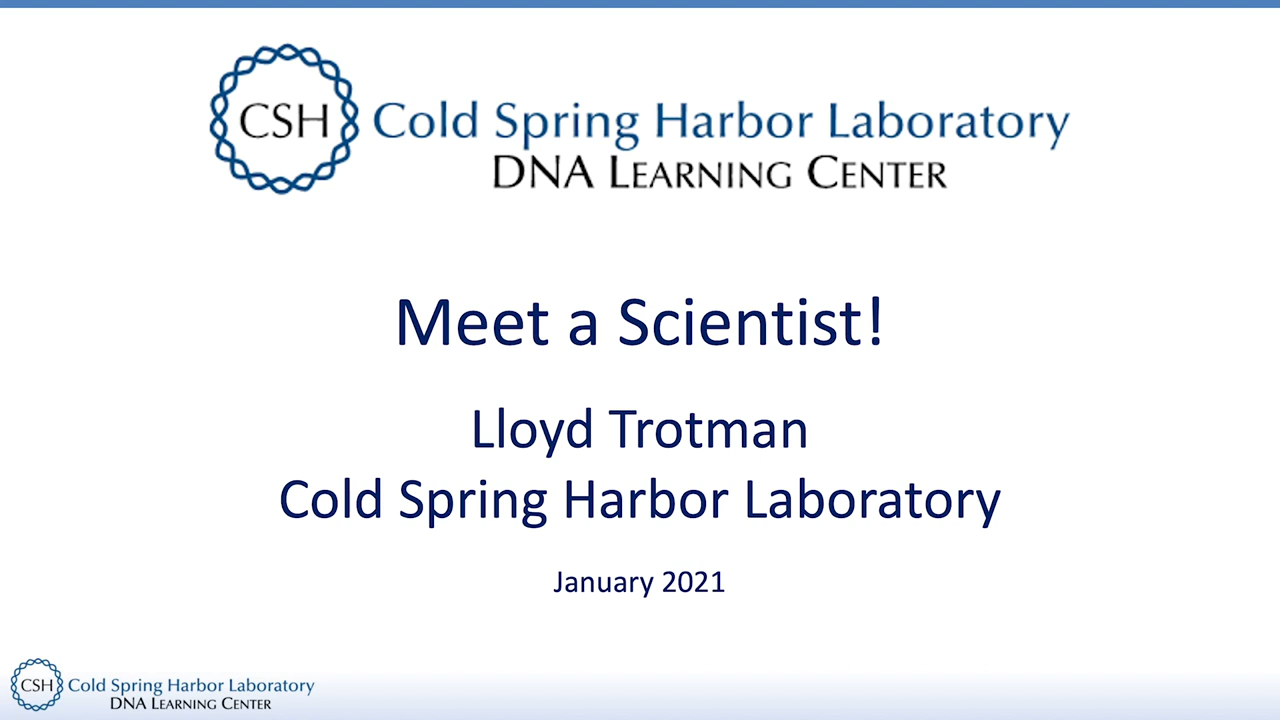 CSH Cold Spring Harbor Laboratory
DNA LEARNING CENTER
Meet a Scientist!
Lloyd Trotman
Cold Spring Harbor Laboratory
January 2021
CSH Cold Spring Harbor Laboratory
DNA LEARNING CENTER